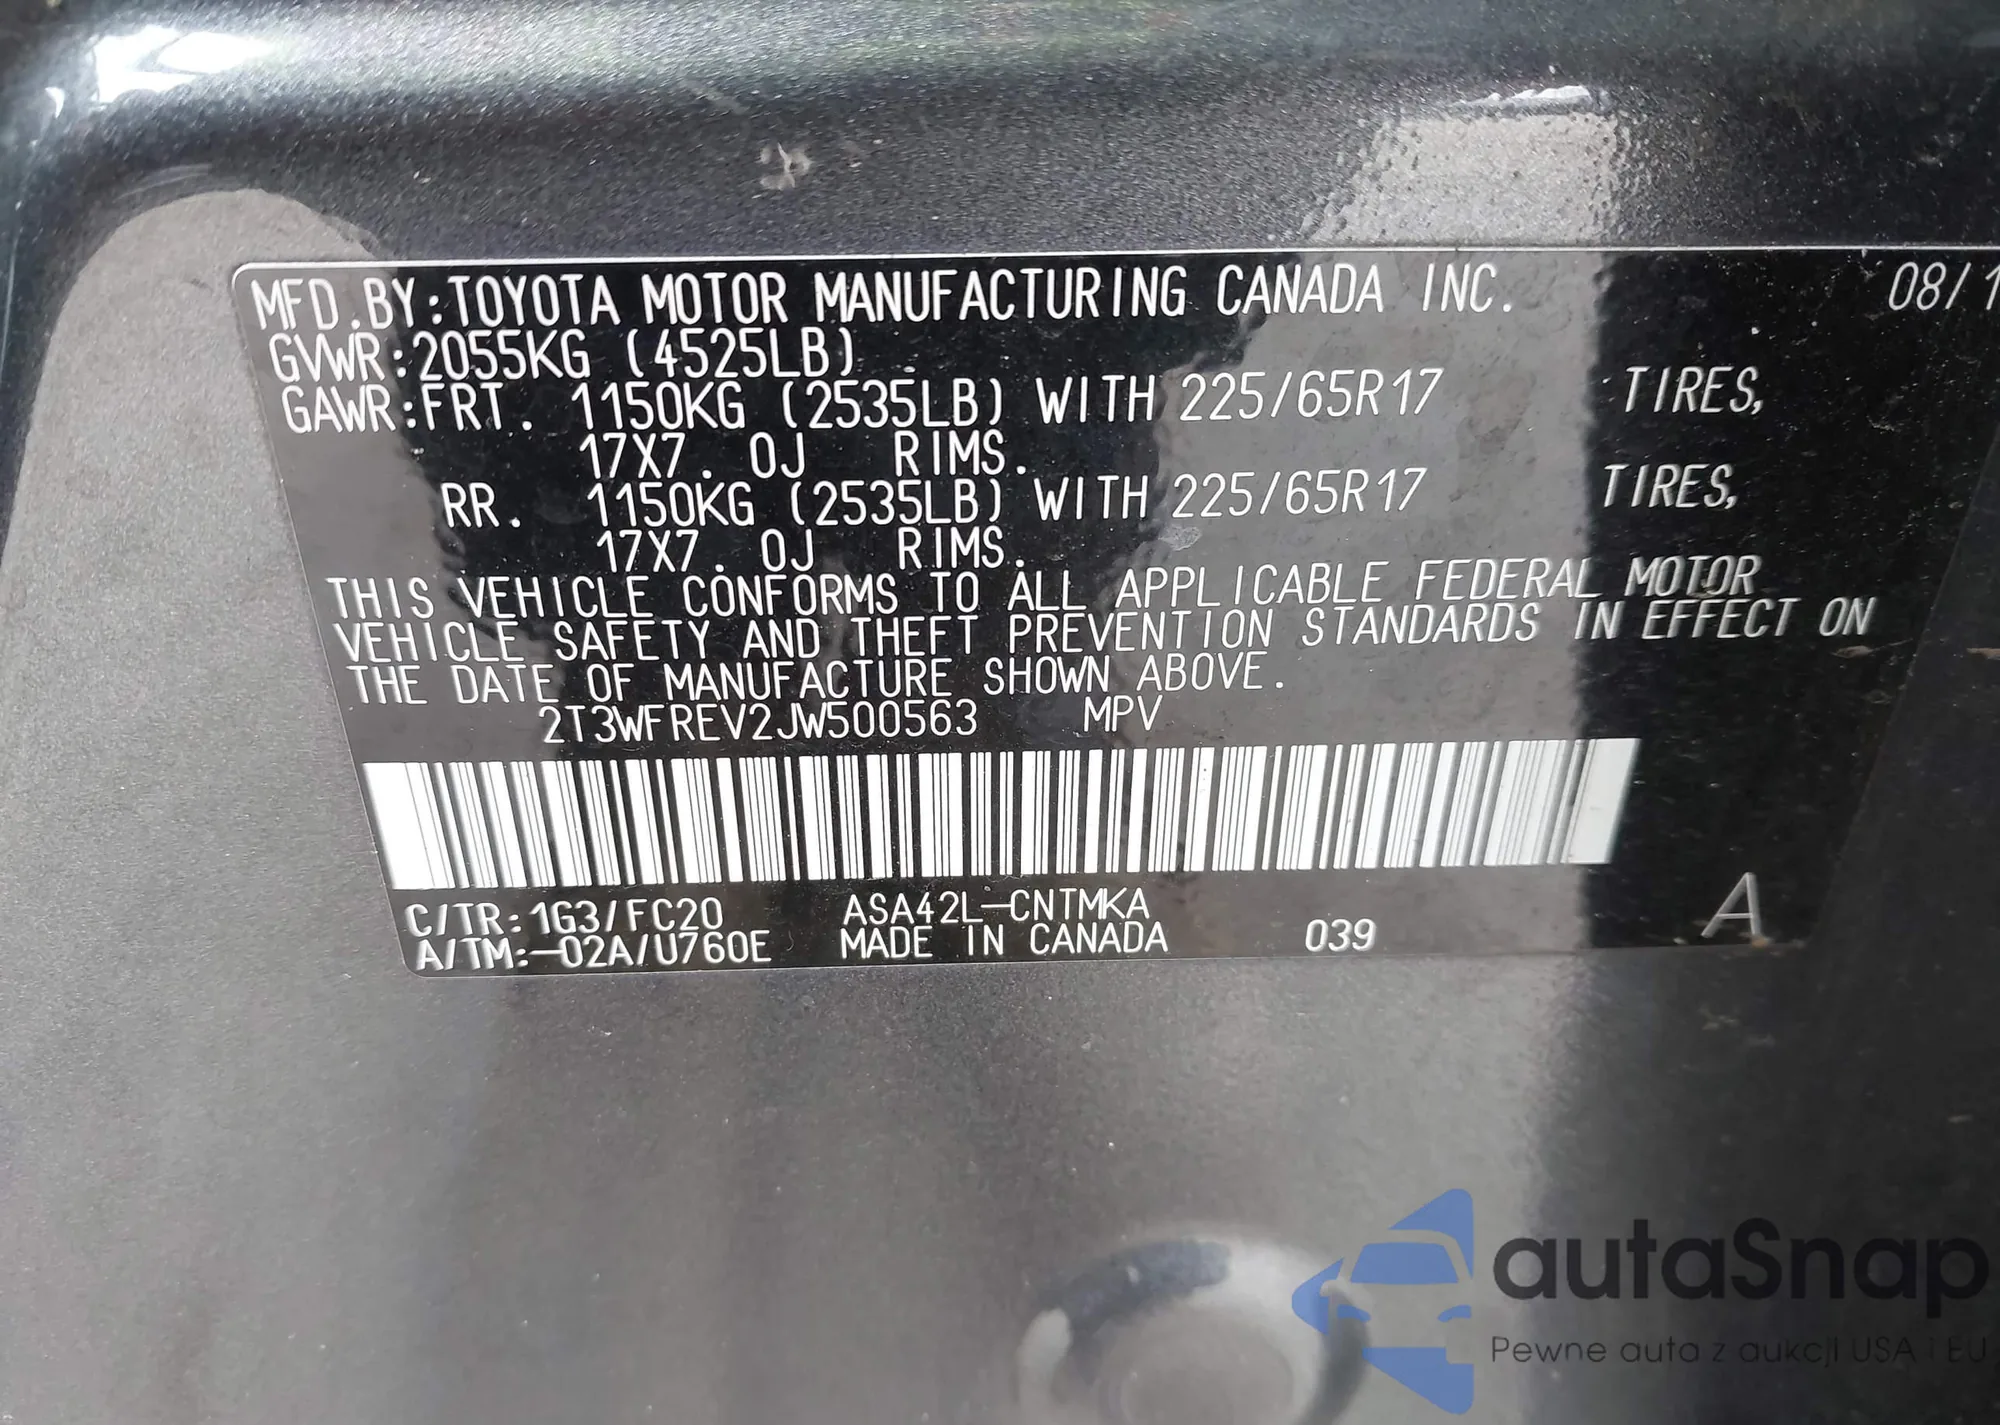 MFD.BY:TOYOTA MOTOR MANUFACTURING CANADA INC. 08/1
GVWR:2055KG (4525LB)
GAWR:FRT. 1150KG (2535LB) WITH 225/65R17 TIRES,
17X7.0J RIMS.
RR. 1150KG (2535LB) WITH 225/65R17 TIRES,
17X7.0J RIMS.
THIS VEHICLE CONFORMS TO ALL APPLICABLE FEDERAL MOTOR
VEHICLE SAFETY AND THEFT PREVENTION STANDARDS IN EFFECT ON
THE DATE OF MANUFACTURE SHOWN ABOVE.
2T3WFREV2JW500563 MPV
C/TR:1G3/FC20 ASA42L-CNTMKA A
A/TM:-02A/U760E MADE IN CANADA 039
autaSnap
Pewne auta z aukcji USA i EU